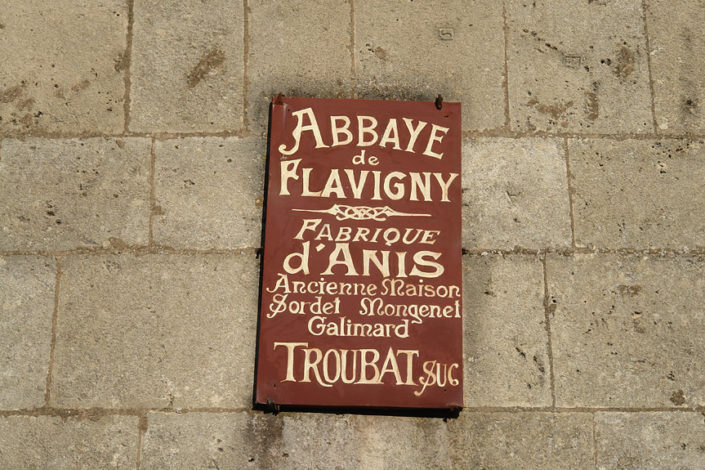 ABBAYE
de
FLAVIGNY
FABRIQUE
d'ANIS
Ancienne Maison
Sordet Mongenet
Galimard
TROUBAT SUC